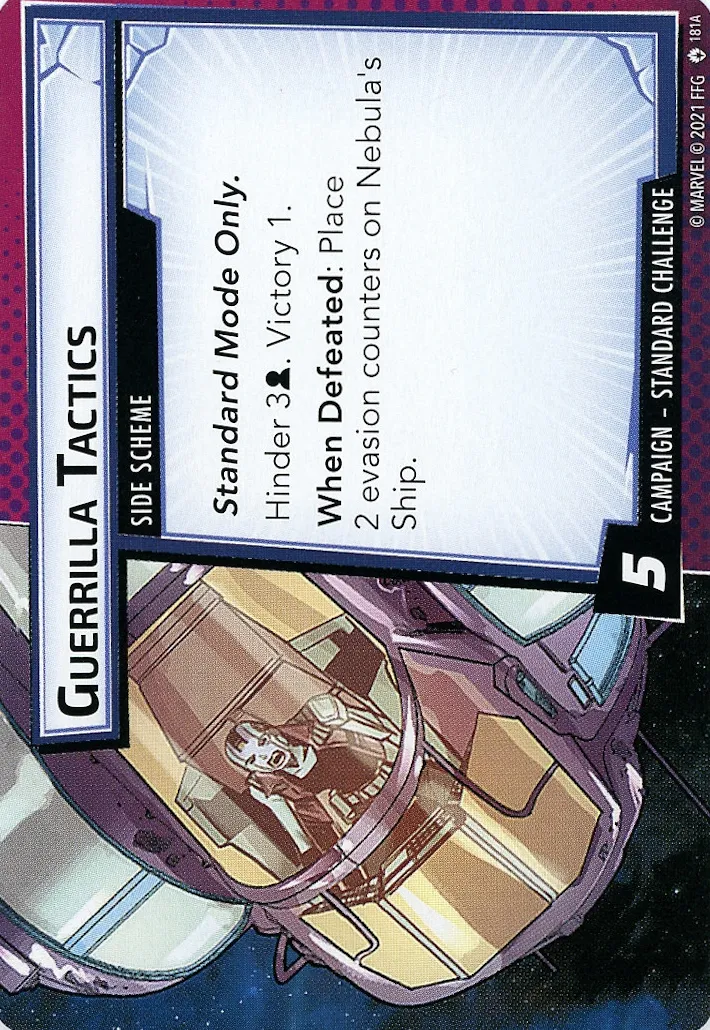 GUERRILLA TACTICS
SIDE SCHEME
Standard Mode Only.
Hinder 3. Victory 1.
When Defeated: Place
2 evasion counters on Nebula's
Ship.
5
CAMPAIGN – STANDARD CHALLENGE
© MARVEL © 2021 FFG 181A